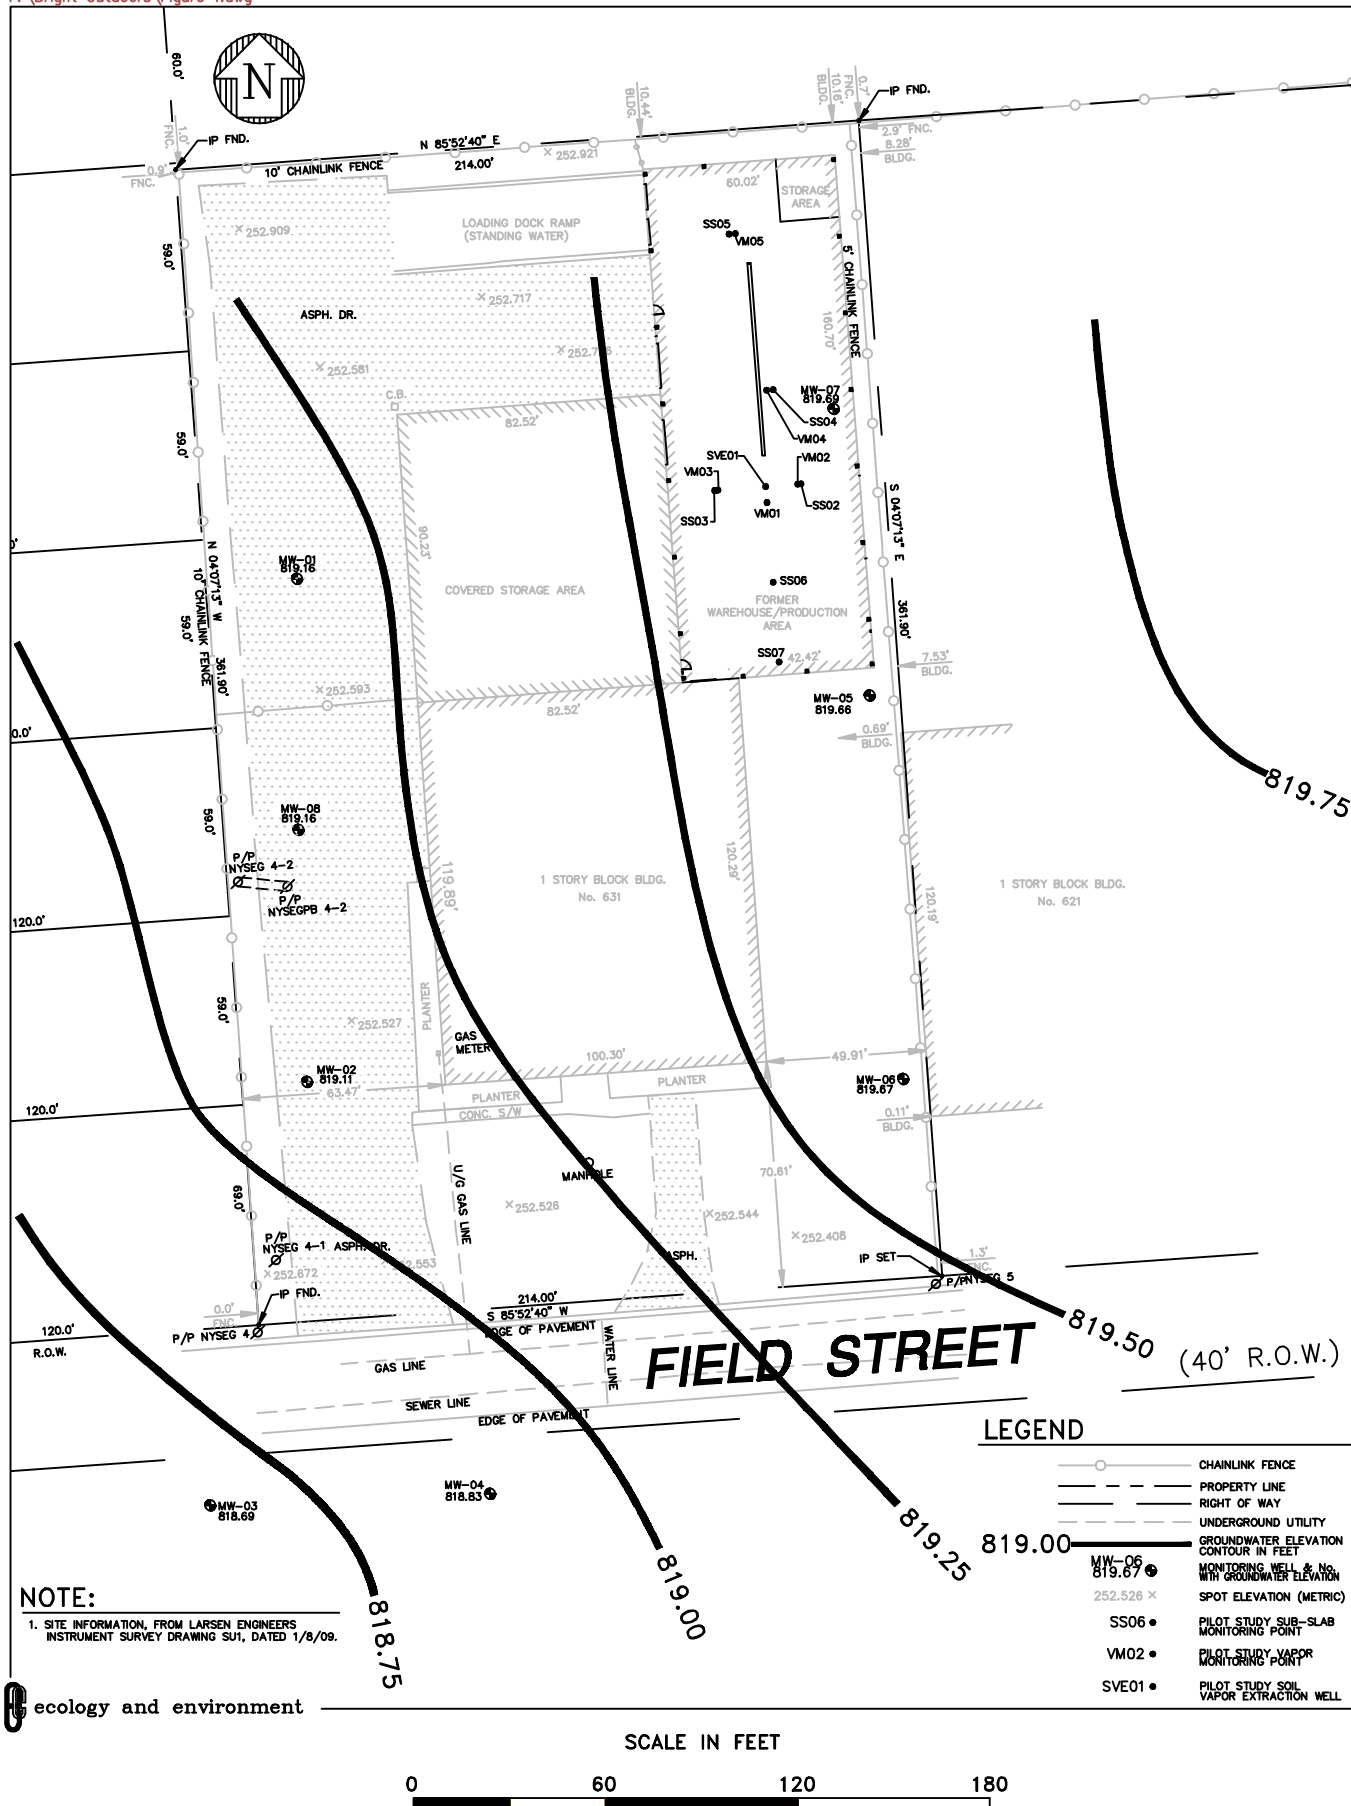 60.0'
N
1.0'
FNC.
IP FND.
0.9'
FNC.
N 85°52'40" E
10' CHAINLINK FENCE
214.00'
252.921
10.44'
BLDG.
10.16'
BLDG.
0.7'
FNC.
IP FND.
2.9' FNC.
8.28'
BLDG.
60.02'
STORAGE
AREA
252.909
LOADING DOCK RAMP
(STANDING WATER)
SS05
VM05
59.0'
5' CHAINLINK FENCE
252.717
ASPH. DR.
160.70'
252.581
C.B.
82.52'
MW-07
819.69
SS04
VM04
59.0'
SVE01
VM02
VM03
SS02
SS03
VM01
S 04°07'13" E
90.23'
MW-01
819.16
N 04°07'13" W
10' CHAINLINK FENCE
COVERED STORAGE AREA
SS06
FORMER
WAREHOUSE/PRODUCTION
AREA
361.90'
59.0'
361.90'
SS07
42.42'
7.53'
BLDG.
252.593
82.52'
MW-05
819.66
0.69'
BLDG.
819.75
MW-08
819.16
59.0'
P/P
NYSEG 4-2
P/P
NYSEGPB 4-2
119.89'
120.29'
1 STORY BLOCK BLDG.
No. 631
1 STORY BLOCK BLDG.
No. 621
120.19'
120.0'
59.0'
PLANTER
252.527
GAS
METER
100.30'
49.91'
MW-02
819.11
63.47'
PLANTER
PLANTER
CONC. S/W
MW-06
819.67
0.11'
BLDG.
120.0'
69.0'
U/G GAS LINE
MANHOLE
70.61'
252.526
252.544
252.408
P/P
NYSEG 4-1 ASPH. DR.
252.672
ASPH.
IP SET
1.3'
FNC.
P/PNYSEG 5
IP FND.
0.0'
FNC.
214.00'
S 85°52'40" W
P/P NYSEG 4
EDGE OF PAVEMENT
120.0'
R.O.W.
GAS LINE
WATER LINE
FIELD STREET
819.50
(40' R.O.W.)
SEWER LINE
EDGE OF PAVEMENT
MW-04
818.83
MW-03
818.69
818.75
819.00
819.25
LEGEND
CHAINLINK FENCE
PROPERTY LINE
RIGHT OF WAY
UNDERGROUND UTILITY
819.00
GROUNDWATER ELEVATION
CONTOUR IN FEET
MW-06
819.67
MONITORING WELL & No.
WITH GROUNDWATER ELEVATION
252.526
SPOT ELEVATION (METRIC)
SS06
PILOT STUDY SUB-SLAB
MONITORING POINT
VM02
PILOT STUDY VAPOR
MONITORING POINT
SVE01
PILOT STUDY SOIL
VAPOR EXTRACTION WELL
NOTE:
1. SITE INFORMATION, FROM LARSEN ENGINEERS
INSTRUMENT SURVEY DRAWING SU1, DATED 1/8/09.
ecology and environment
SCALE IN FEET
0 60 120 180